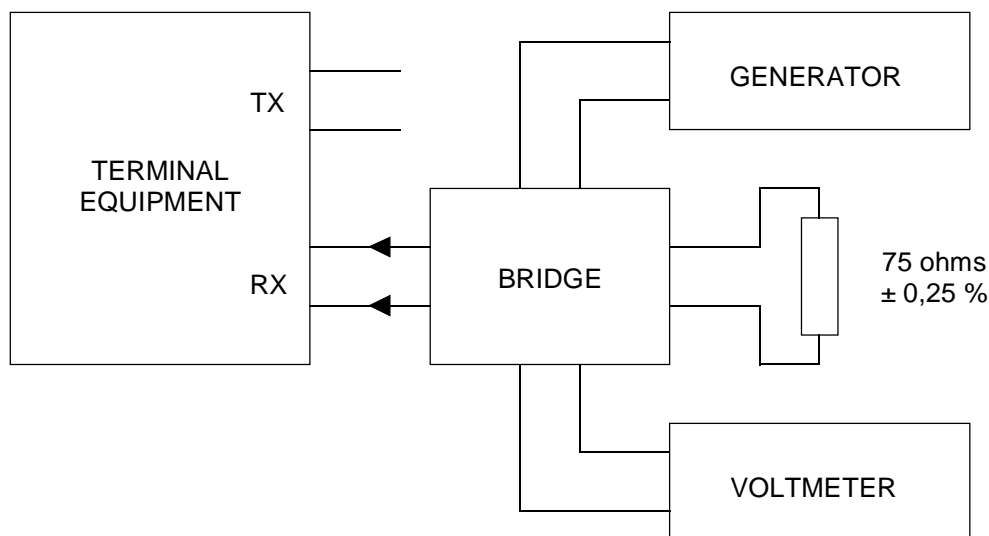 GENERATOR
TX
TERMINAL
EQUIPMENT
RX
BRIDGE
75 ohms
± 0,25 %
VOLTMETER